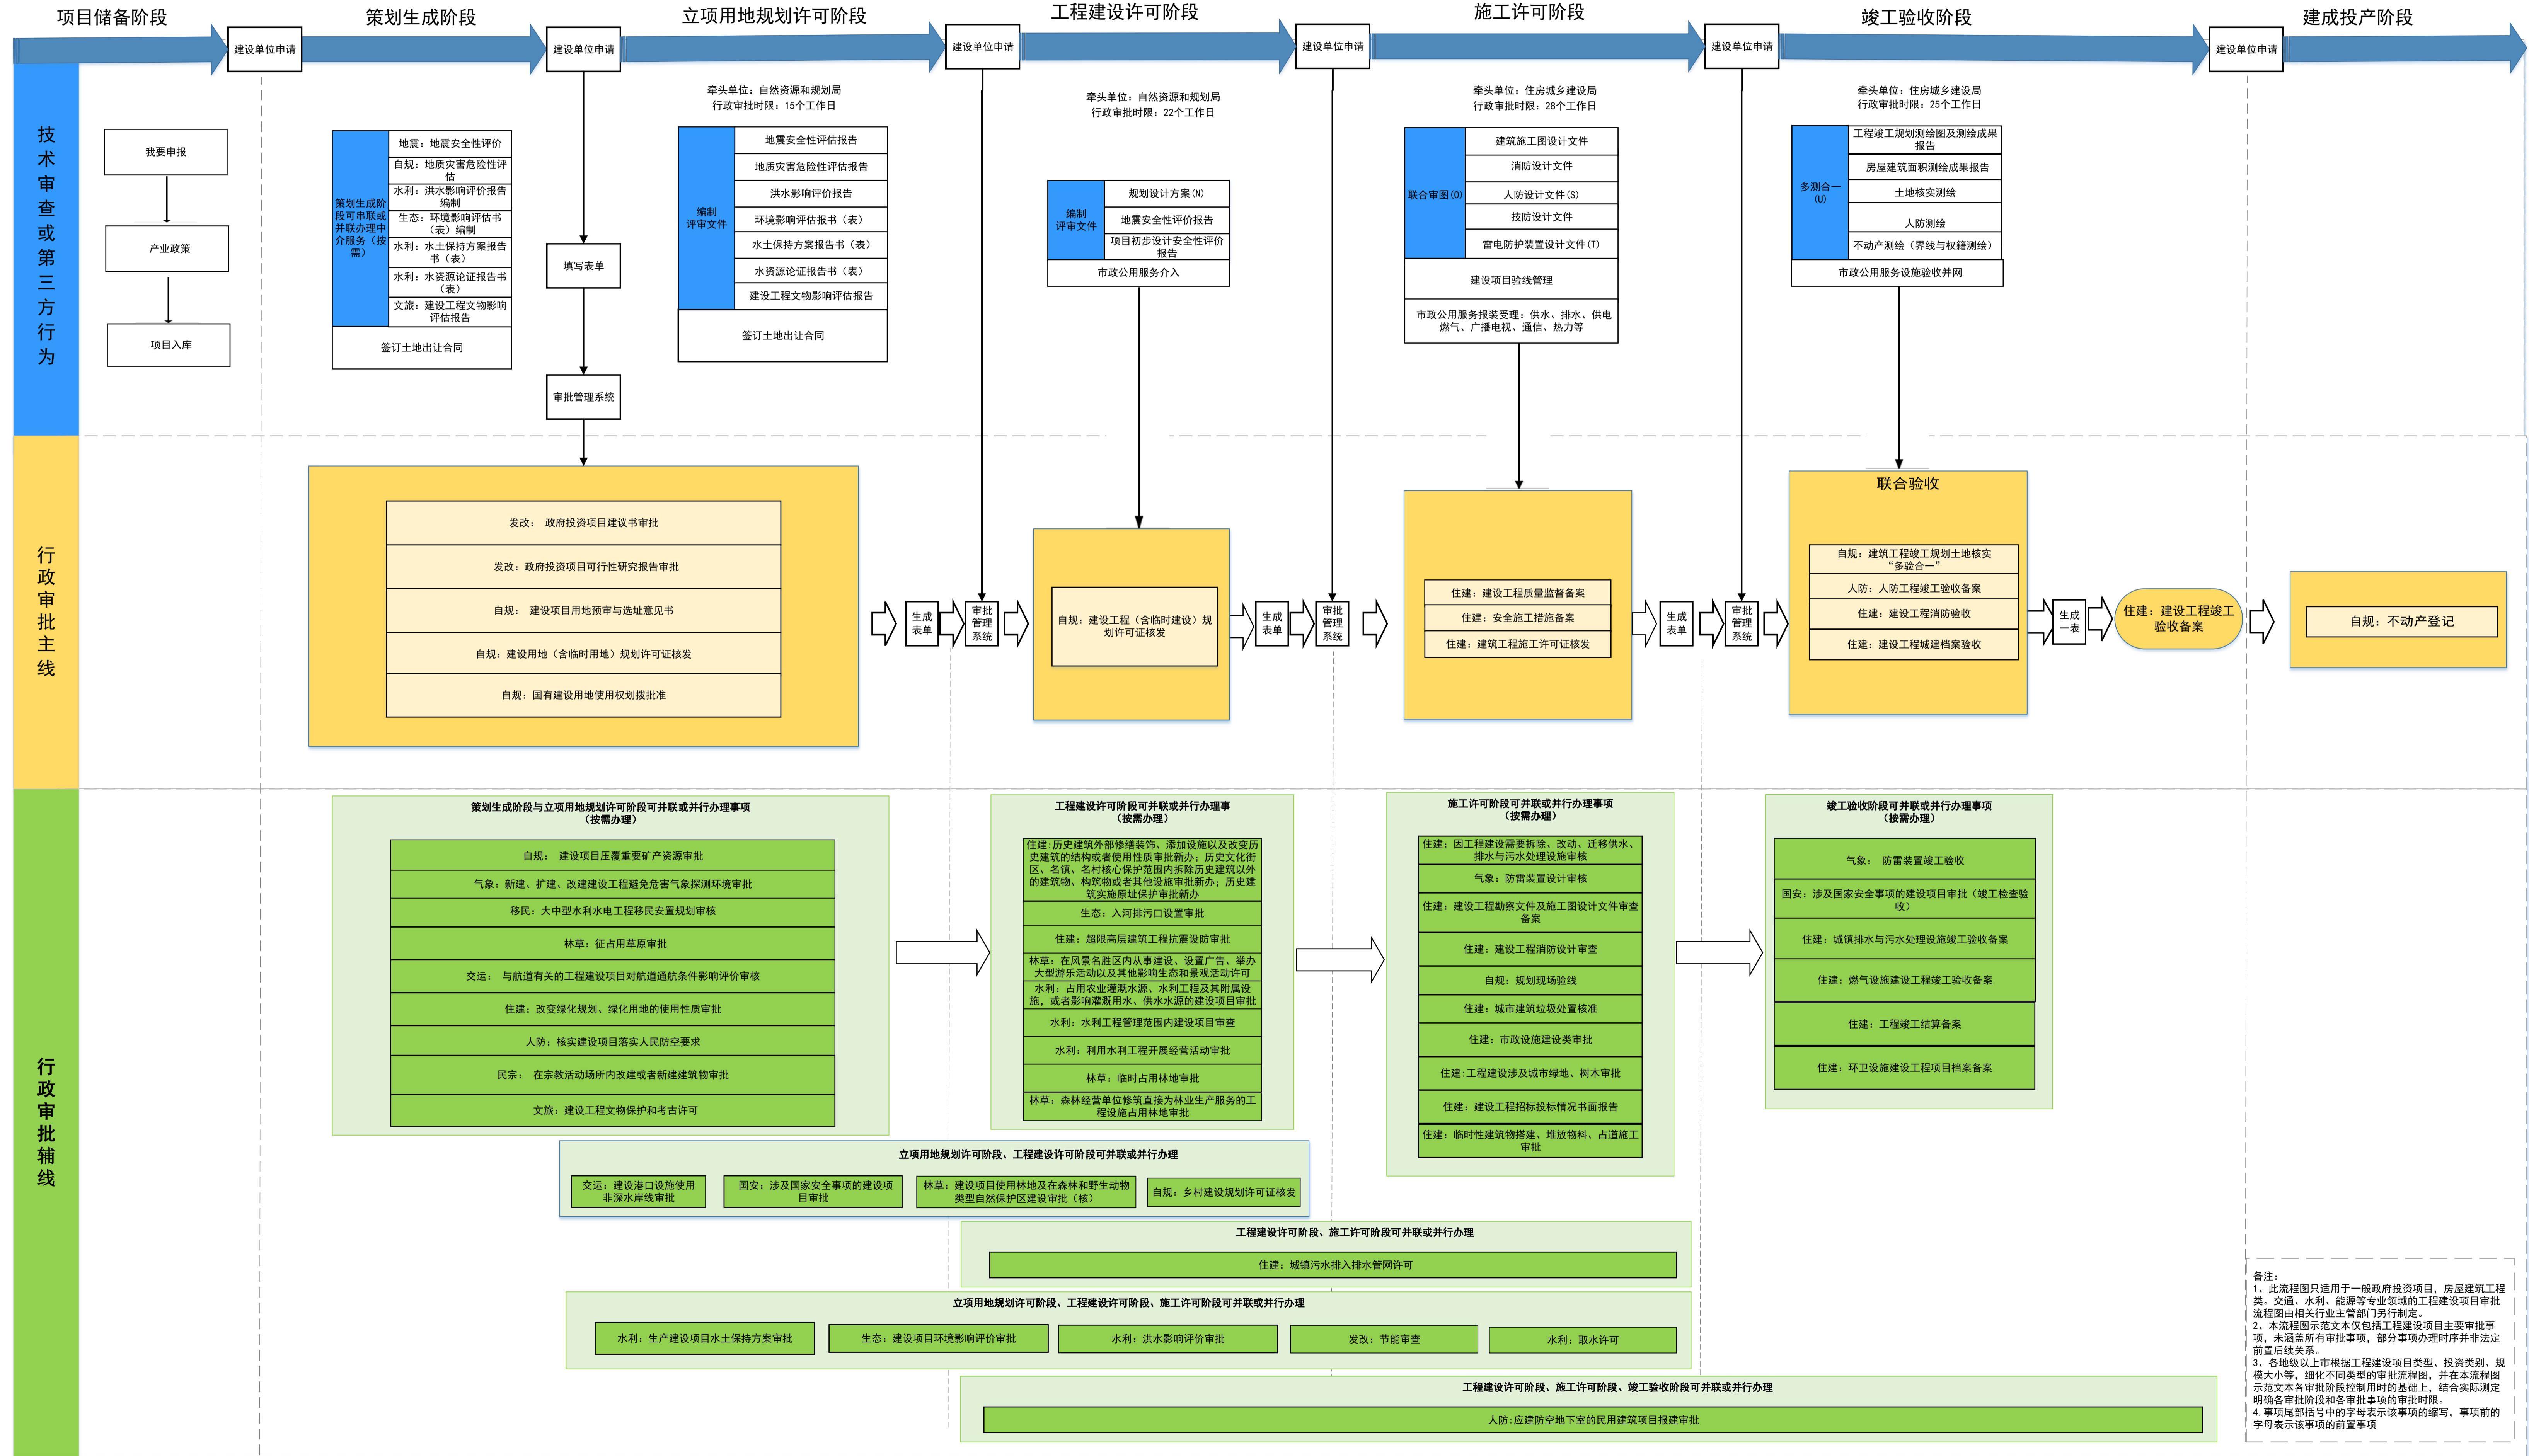 项目储备阶段
策划生成阶段
立项用地规划许可阶段
工程建设许可阶段
施工许可阶段
竣工验收阶段
建成投产阶段
建设单位申请
建设单位申请
建设单位申请
建设单位申请
建设单位申请
建设单位申请
技术审查或第三方行为
我要申报
产业政策
项目入库
策划生成阶
段可串联或
并联办理中
介服务（按
需）
地震：地震安全性评价
自规：地质灾害危险性评
估
水利：洪水影响评价报告
编制
生态：环境影响评估书
（表）编制
水利：水土保持方案报告
书（表）
水利：水资源论证报告书
（表）
文旅：建设工程文物影响
评估报告
签订土地出让合同
填写表单
审批管理系统
牵头单位：自然资源和规划局
行政审批时限：15个工作日
编制
评审文件
地震安全性评估报告
地质灾害危险性评估报告
洪水影响评价报告
环境影响评估报书（表）
水土保持方案报告书（表）
水资源论证报告书（表）
建设工程文物影响评估报告
签订土地出让合同
牵头单位：自然资源和规划局
行政审批时限：22个工作日
编制
评审文件
规划设计方案(N)
地震安全性评价报告
项目初步设计安全性评价
报告
市政公用服务介入
牵头单位：住房城乡建设局
行政审批时限：28个工作日
联合审图(O)
建筑施工图设计文件
消防设计文件
人防设计文件(S)
技防设计文件
雷电防护装置设计文件(T)
建设项目验线管理
市政公用服务报装受理：供水、排水、供电
燃气、广播电视、通信、热力等
牵头单位：住房城乡建设局
行政审批时限：25个工作日
多测合一
(U)
工程竣工规划测绘图及测绘成果
报告
房屋建筑面积测绘成果报告
土地核实测绘
人防测绘
不动产测绘（界线与权籍测绘）
市政公用服务设施验收并网
行政审批主线
发改： 政府投资项目建议书审批
发改：政府投资项目可行性研究报告审批
自规： 建设项目用地预审与选址意见书
自规：建设用地（含临时用地）规划许可证核发
自规：国有建设用地使用权划拨批准
生成
表单
审批
管理
系统
自规：建设工程（含临时建设）规
划许可证核发
生成
表单
审批
管理
系统
住建：建设工程质量监督备案
住建：安全施工措施备案
住建：建筑工程施工许可证核发
生成
表单
审批
管理
系统
联合验收
自规：建筑工程竣工规划土地核实
“多验合一”
人防：人防工程竣工验收备案
住建：建设工程消防验收
住建：建设工程城建档案验收
生成
一表
住建：建设工程竣工
验收备案
自规：不动产登记
行政审批辅线
策划生成阶段与立项用地规划许可阶段可并联或并行办理事项
（按需办理）
自规： 建设项目压覆重要矿产资源审批
气象：新建、扩建、改建建设工程避免危害气象探测环境审批
移民：大中型水利水电工程移民安置规划审核
林草：征占用草原审批
交运： 与航道有关的工程建设项目对航道通航条件影响评价审核
住建：改变绿化规划、绿化用地的使用性质审批
人防：核实建设项目落实人民防空要求
民宗： 在宗教活动场所内改建或者新建建筑物审批
文旅：建设工程文物保护和考古许可
工程建设许可阶段可并联或并行办理事
（按需办理）
住建:历史建筑外部修缮装饰、添加设施以及改变历
史建筑的结构或者使用性质审批新办；历史文化街
区、名镇、名村核心保护范围内拆除历史建筑以外
的建筑物、构筑物或者其他设施审批新办；历史建
筑实施原址保护审批新办
生态：入河排污口设置审批
住建：超限高层建筑工程抗震设防审批
林草：在风景名胜区内从事建设、设置广告、举办
大型游乐活动以及其他影响生态和景观活动许可
水利：占用农业灌溉水源、水利工程及其附属设
施，或者影响灌溉用水、供水水源的建设项目审批
水利：水利工程管理范围内建设项目审查
水利：利用水利工程开展经营活动审批
林草：临时占用林地审批
林草：森林经营单位修筑直接为林业生产服务的工
程设施占用林地审批
施工许可阶段可并联或并行办理事项
（按需办理）
住建：因工程建设需要拆除、改动、迁移供水、
排水与污水处理设施审核
气象：防雷装置设计审核
住建：建设工程勘察文件及施工图设计文件审查
备案
住建：建设工程消防设计审查
自规：规划现场验线
住建：城市建筑垃圾处置核准
住建：市政设施建设类审批
住建:工程建设涉及城市绿地、树木审批
住建：建设工程招标投标情况书面报告
住建：临时性建筑物搭建、堆放物料、占道施工
审批
竣工验收阶段可并联或并行办理事项
（按需办理）
气象： 防雷装置竣工验收
国安：涉及国家安全事项的建设项目审批（竣工检查验
收）
住建：城镇排水与污水处理设施竣工验收备案
住建：燃气设施建设工程竣工验收备案
住建：工程竣工结算备案
住建：环卫设施建设工程项目档案备案
立项用地规划许可阶段、工程建设许可阶段可并联或并行办理
交运：建设港口设施使用
非深水岸线审批
国安：涉及国家安全事项的建设项
目审批
林草：建设项目使用林地及在森林和野生动物
类型自然保护区建设审批（核）
自规：乡村建设规划许可证核发
工程建设许可阶段、施工许可阶段可并联或并行办理
住建：城镇污水排入排水管网许可
立项用地规划许可阶段、工程建设许可阶段、施工许可阶段可并联或并行办理
水利：生产建设项目水土保持方案审批
生态：建设项目环境影响评价审批
水利：洪水影响评价审批
发改：节能审查
水利：取水许可
工程建设许可阶段、施工许可阶段、竣工验收阶段可并联或并行办理
人防:应建防空地下室的民用建筑项目报建审批
备注：
1、此流程图只适用于一般政府投资项目，房屋建筑工程
类。交通、水利、能源等专业领域的工程建设项目审批
流程图由相关行业主管部门另行制定。
2、本流程图示范文本仅包括工程建设项目主要审批事
项，未涵盖所有审批事项，部分事项办理时序并非法定
前置后续关系。
3、各地级以上市根据工程建设项目类型、投资类别、规
模大小等，细化不同类型的审批流程图，并在本流程图
示范文本各审批阶段控制用时的基础上，结合实际测定
明确各审批阶段和各审批事项的审批时限。
4.事项尾部括号中的字母表示该事项的缩写，事项前的
字母表示该事项的前置事项